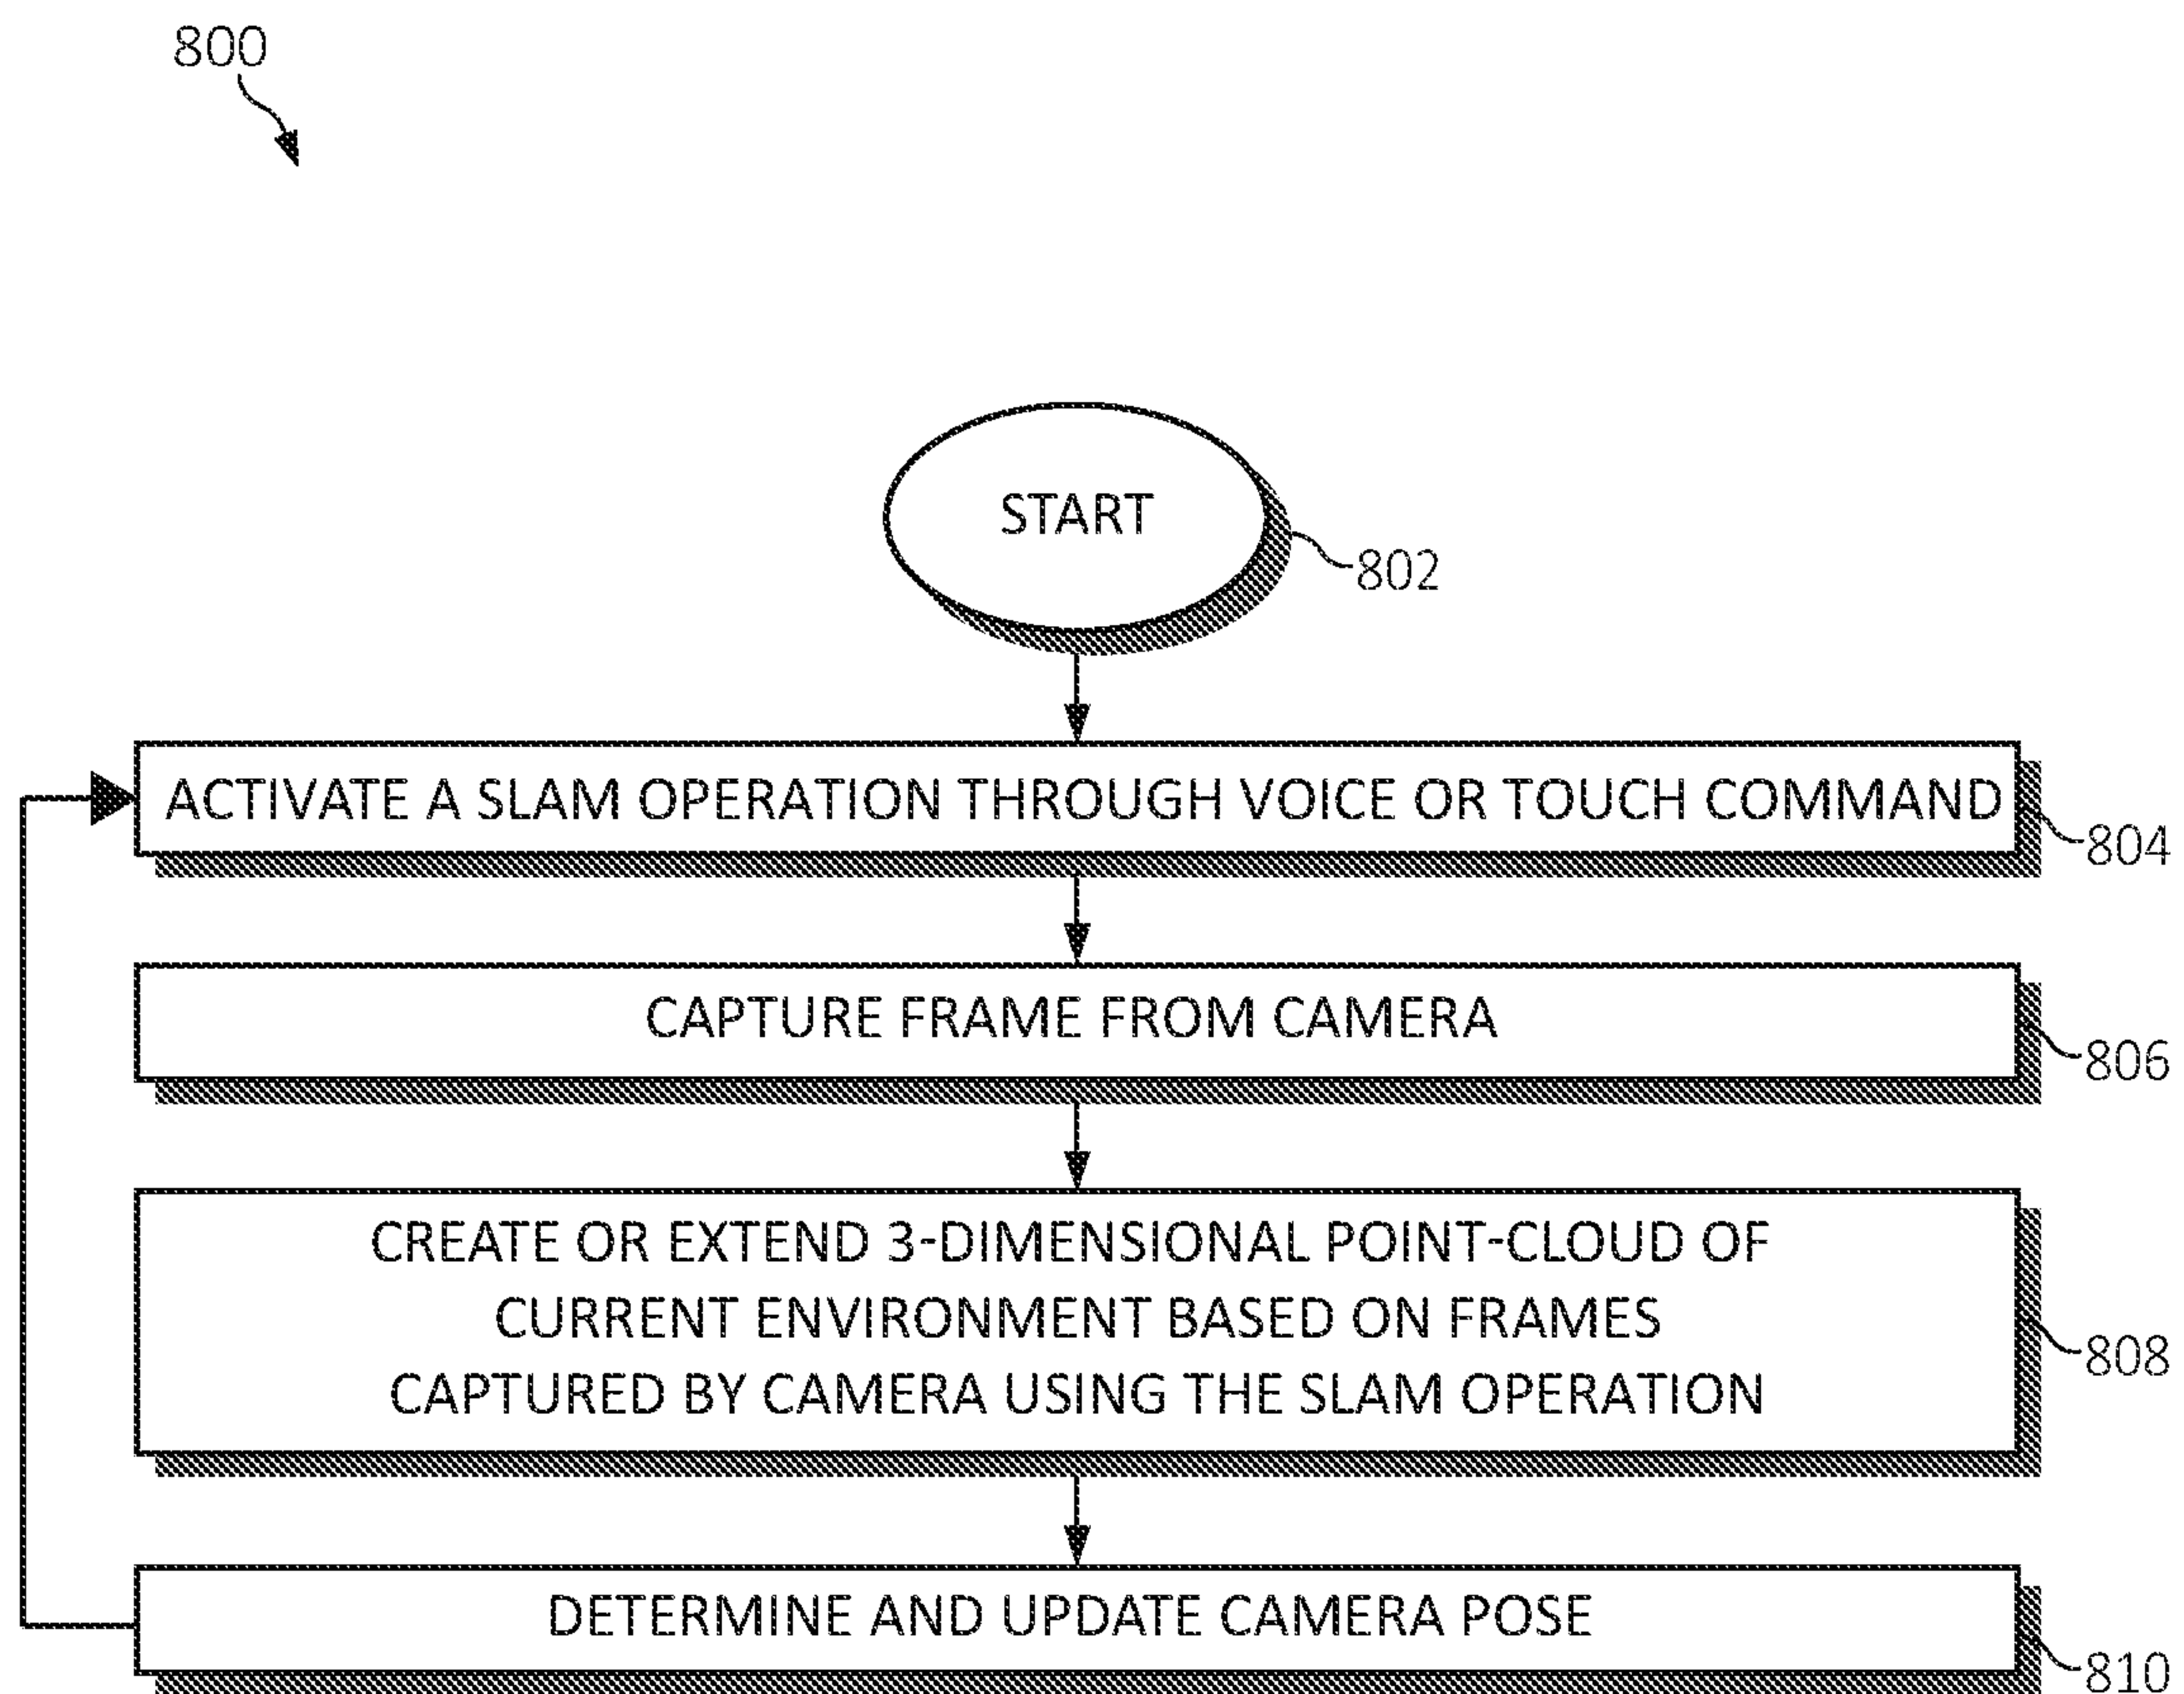 800
START
802
ACTIVATE A SLAM OPERATION THROUGH VOICE OR TOUCH COMMAND
804
CAPTURE FRAME FROM CAMERA
806
CREATE OR EXTEND 3-DIMENSIONAL POINT-CLOUD OF
CURRENT ENVIRONMENT BASED ON FRAMES
CAPTURED BY CAMERA USING THE SLAM OPERATION
808
DETERMINE AND UPDATE CAMERA POSE
810